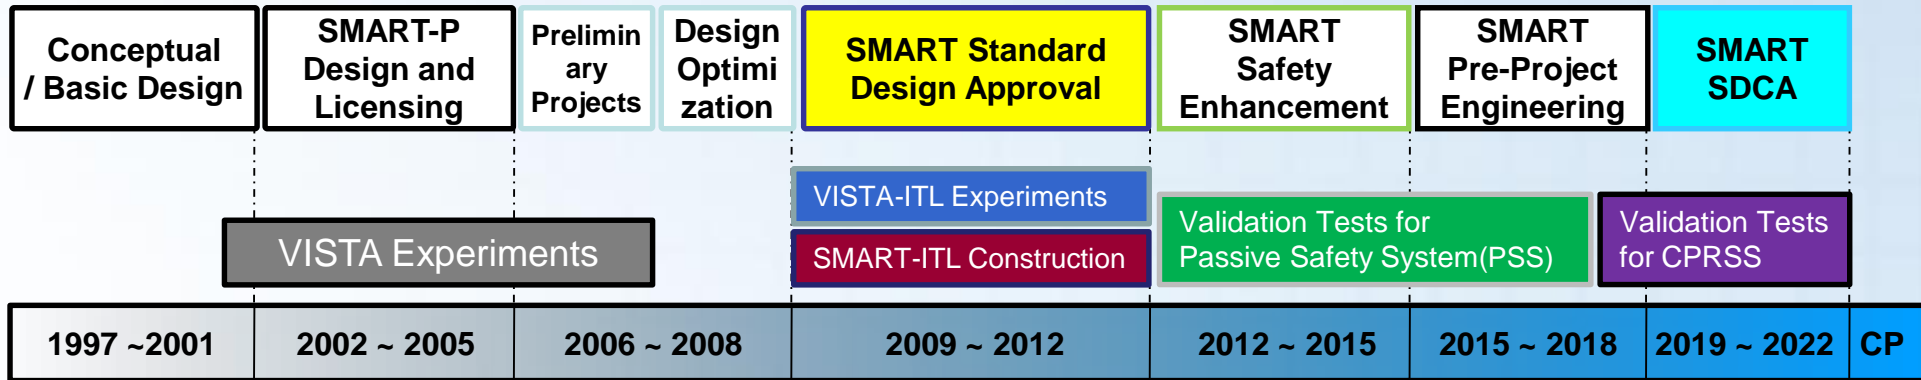 Conceptual
/ Basic Design
SMART-P
Design and
Licensing
Prelimin
ary
Projects
Design
Optimi
zation
SMART Standard
Design Approval
SMART
Safety
Enhancement
SMART
Pre-Project
Engineering
SMART
SDCA
VISTA Experiments
VISTA-ITL Experiments
SMART-ITL Construction
Validation Tests for
Passive Safety System(PSS)
Validation Tests
for CPRSS
1997 ~2001
2002 ~ 2005
2006 ~ 2008
2009 ~ 2012
2012 ~ 2015
2015 ~ 2018
2019 ~ 2022
CP